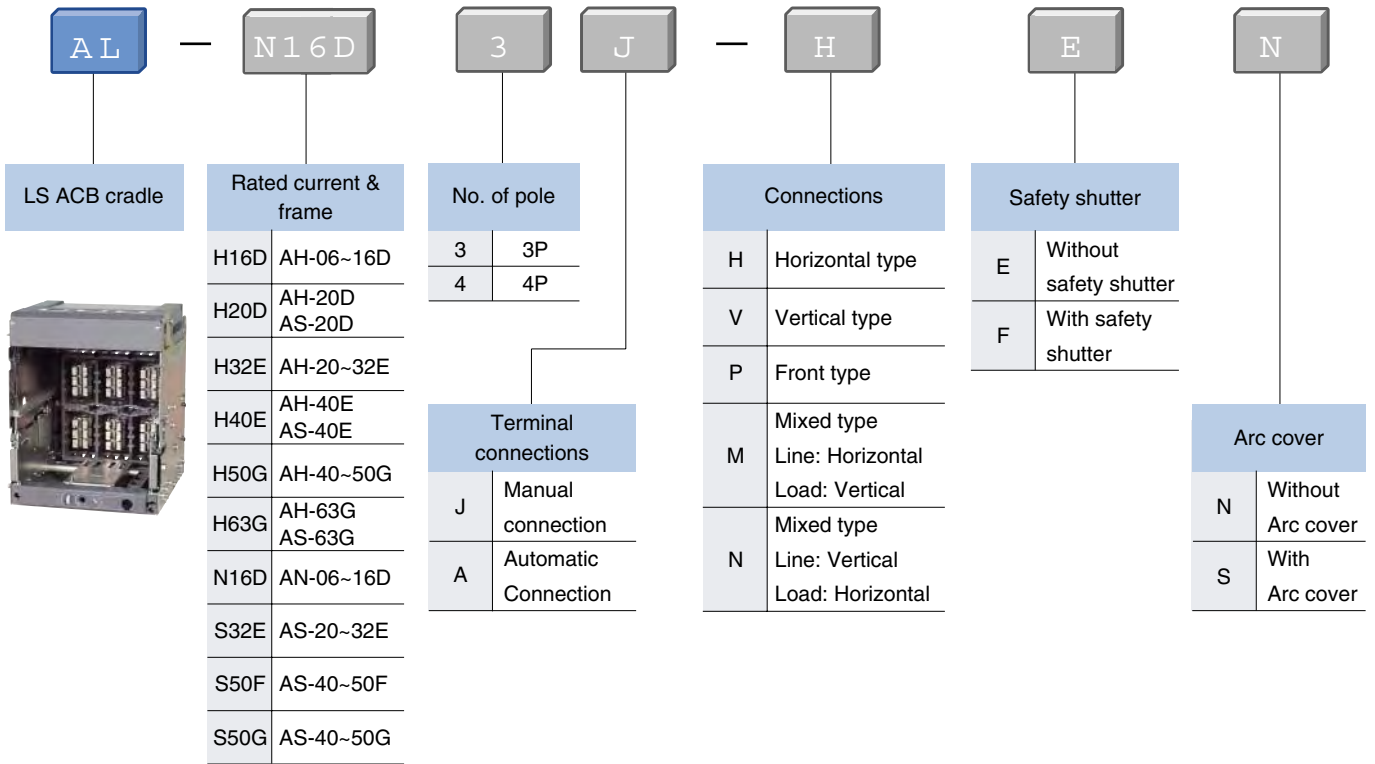 AL — N16D 3 J — H E N
LS ACB cradle
Rated current &
frame
H16D AH-06~16D
H20D AH-20D
AS-20D
H32E AH-20~32E
H40E AH-40E
AS-40E
H50G AH-40~50G
H63G AH-63G
AS-63G
N16D AN-06~16D
S32E AS-20~32E
S50F AS-40~50F
S50G AS-40~50G
No. of pole
3 3P
4 4P
Terminal
connections
J Manual
connection
A Automatic
Connection
Connections
H Horizontal type
V Vertical type
P Front type
M Mixed type
Line: Horizontal
Load: Vertical
N Mixed type
Line: Vertical
Load: Horizontal
Safety shutter
E Without
safety shutter
F With safety
shutter
Arc cover
N Without
Arc cover
S With
Arc cover